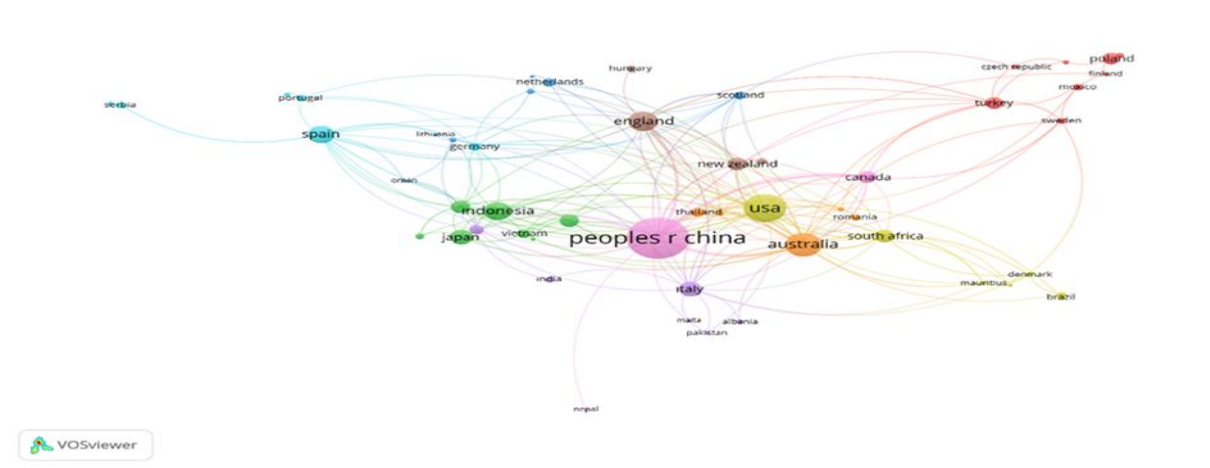 poland
czech republic
finland
hungary
netherlands
mexico
scotland
portugal
serbia
turkey
england
sweden
spain
lithuania
germany
new zealand
canada
oman
indonesia
usa
thailand
romania
vietnam
japan
peoples r china
australia
south africa
denmark
india
mauritius
italy
brazil
malta
albania
pakistan
nepal
VOSviewer